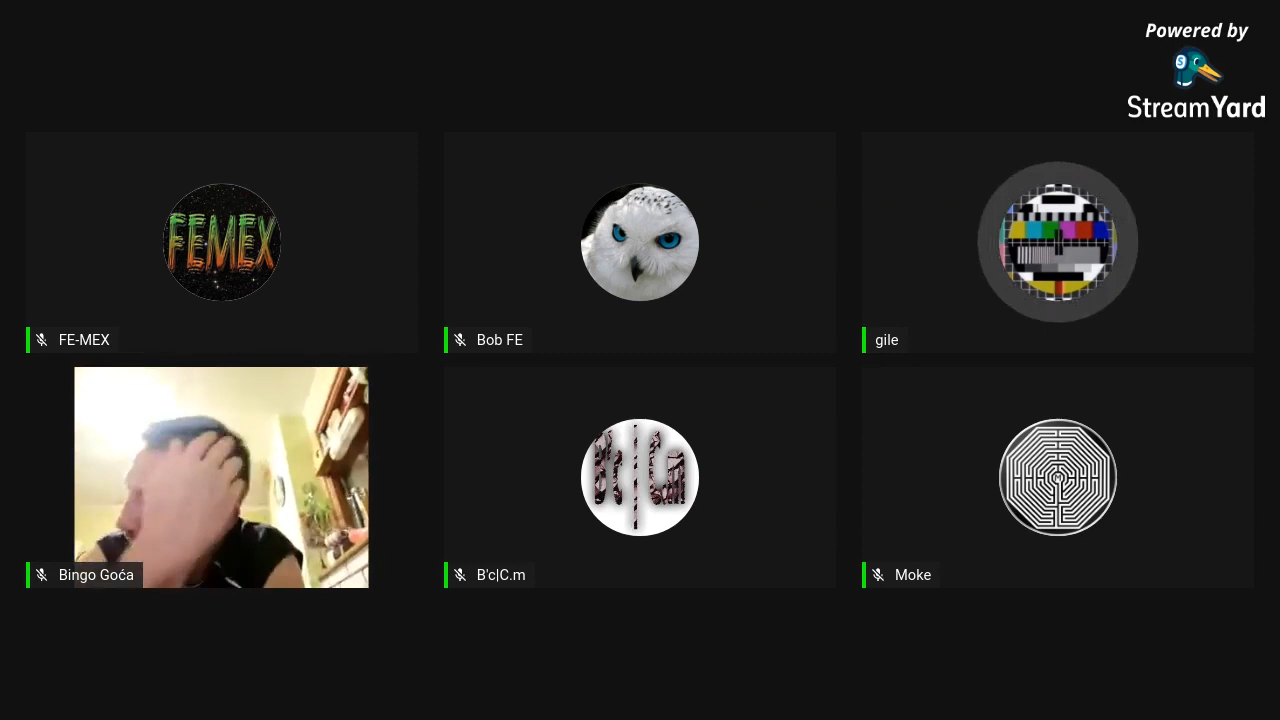 Powered by
StreamYard
FEMEX
FE-MEX
Bob FE
gile
Bingo Goća
B'c|C.m
B'c|C.m
Moke